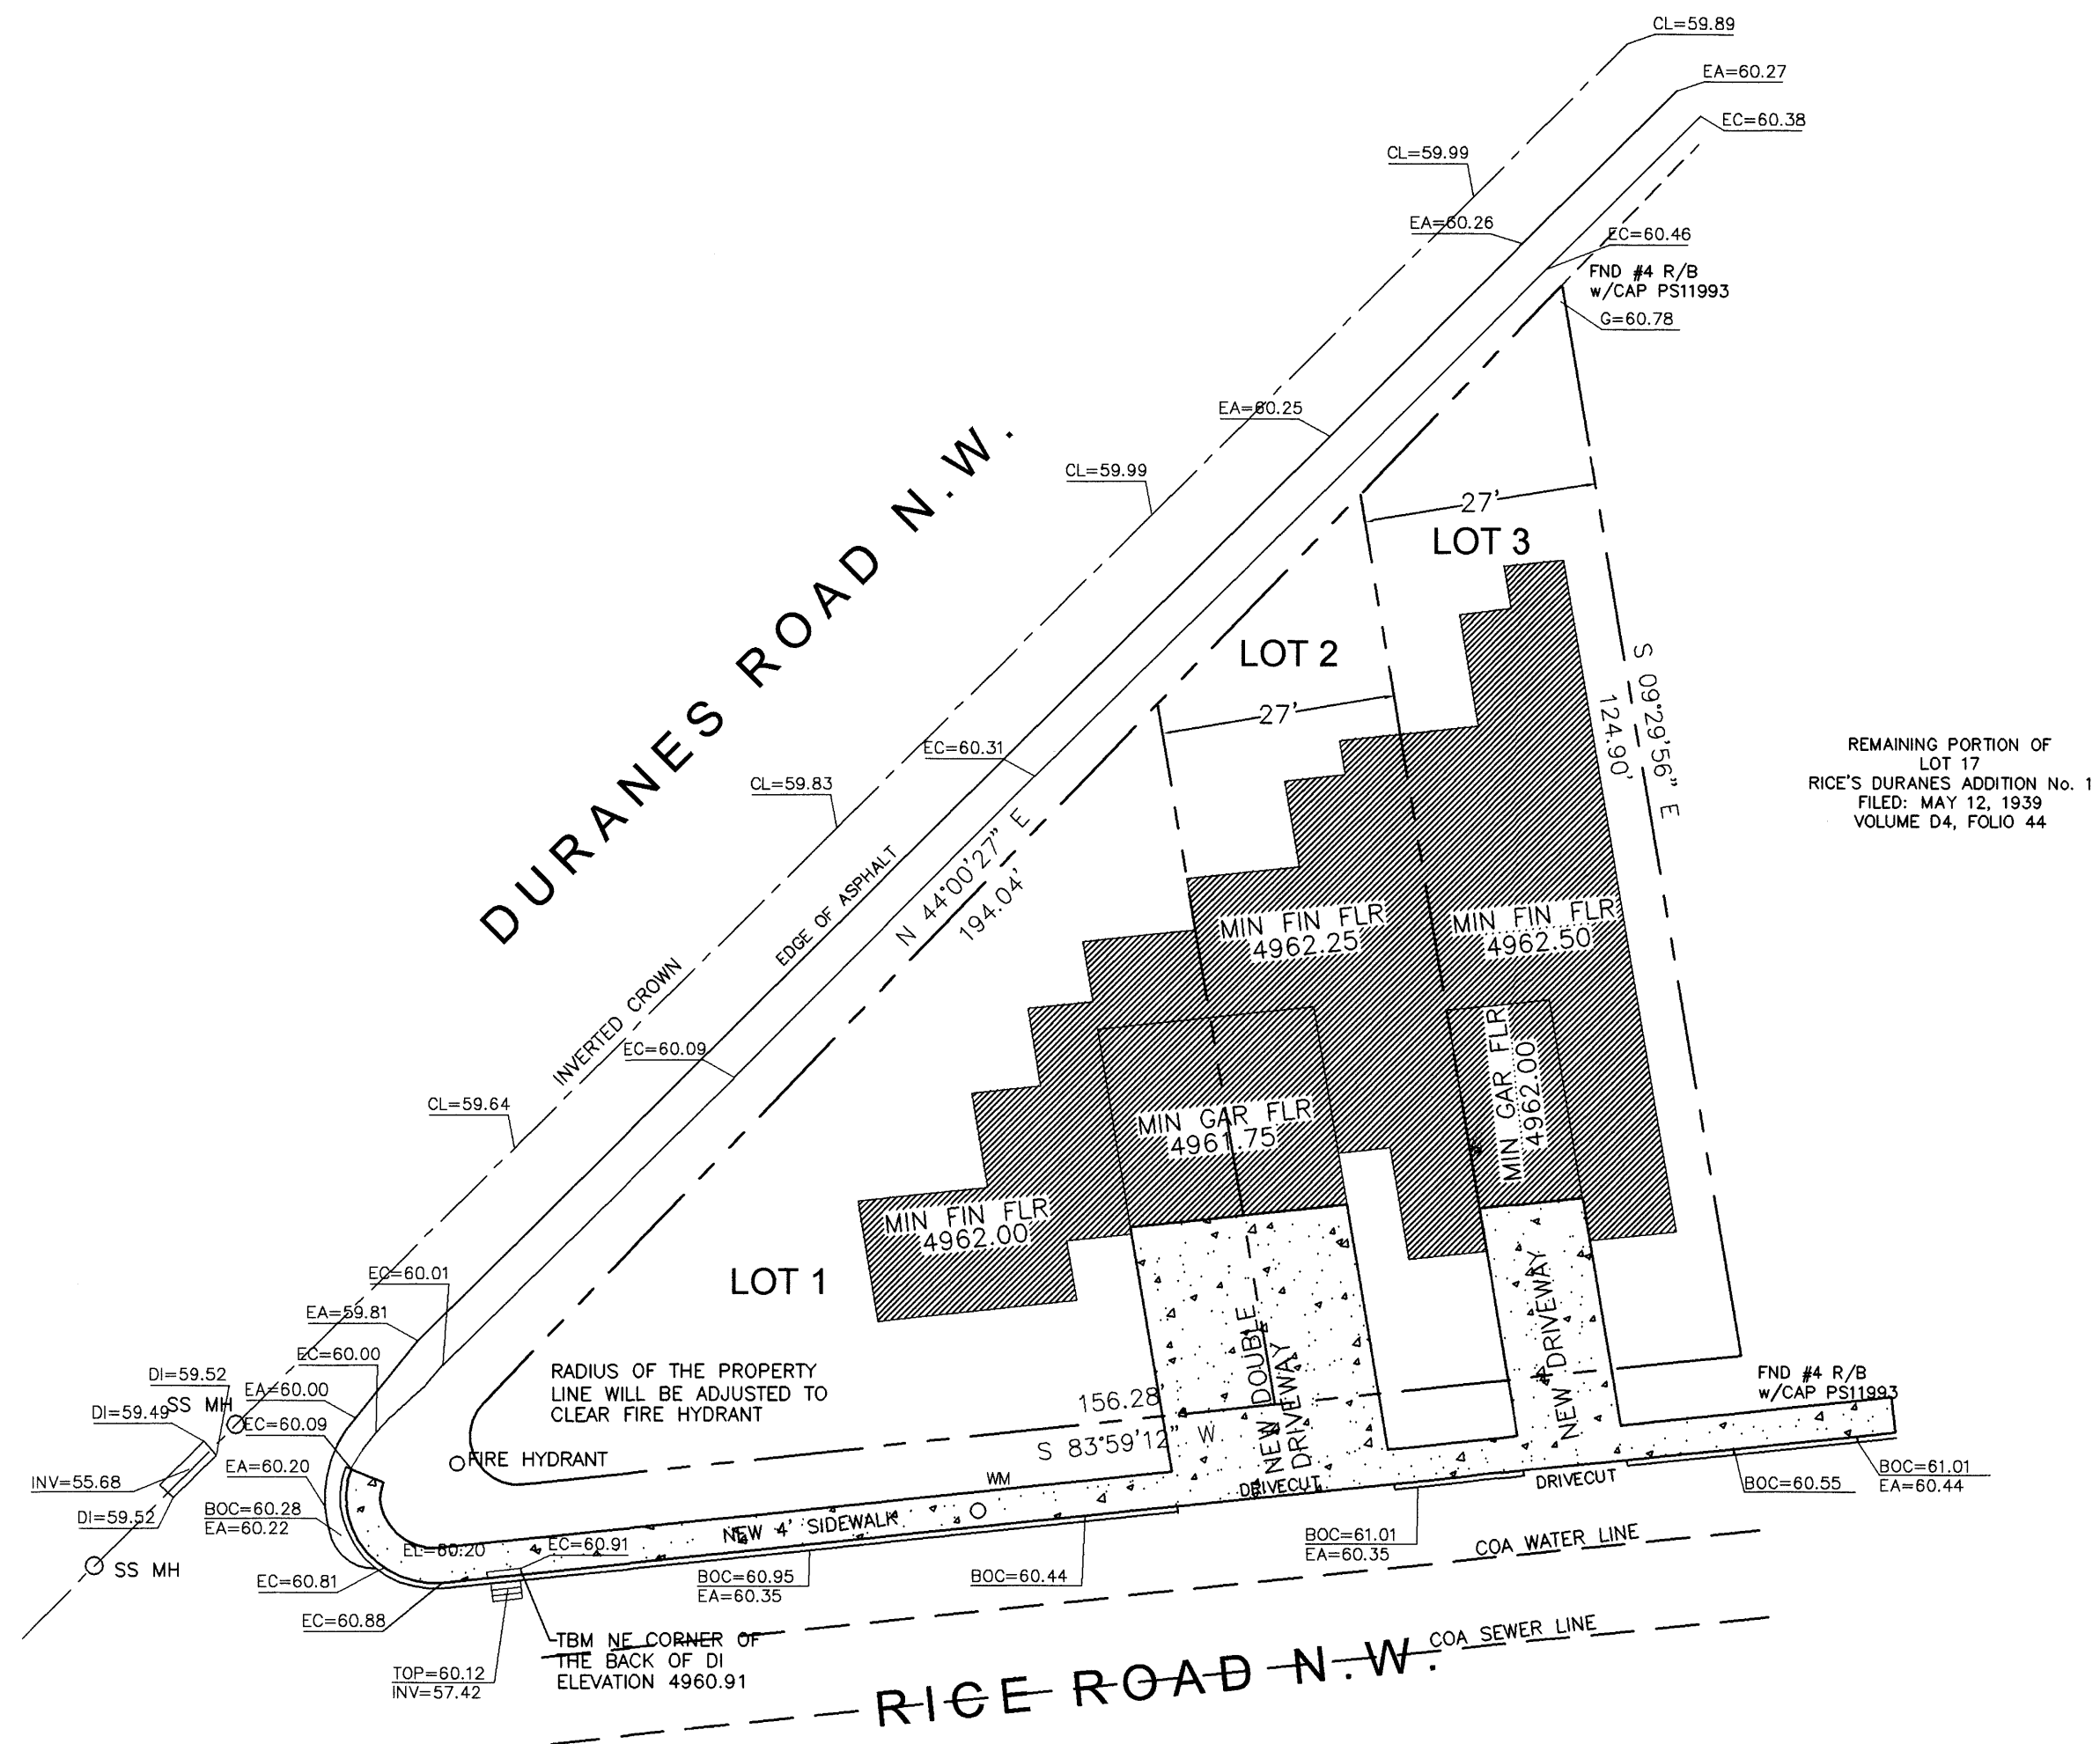 CL=59.89
EA=60.27
EC=60.38
CL=59.99
EA=60.26
EC=60.46
FND #4 R/B
w/CAP PS11993
G=60.78
EA=60.25
CL=59.99
DURANES ROAD N.W.
27'
LOT 3
LOT 2
27'
S 09°29'56" E
124.90'
REMAINING PORTION OF
LOT 17
RICE'S DURANES ADDITION No. 1
FILED: MAY 12, 1939
VOLUME D4, FOLIO 44
EC=60.31
CL=59.83
EDGE OF ASPHALT
N 44°00'27" E
194.04'
MIN FIN FLR
4962.25
MIN FIN FLR
4962.50
INVERTED CROWN
EC=60.09
CL=59.64
MIN GAR FLR
4961.75
MIN GAR FLR
4962.00
MIN FIN FLR
4962.00
LOT 1
EC=60.01
EA=59.81
EC=60.00
DI=59.52
EA=60.00
SS MH
DI=59.49
EC=60.09
RADIUS OF THE PROPERTY
LINE WILL BE ADJUSTED TO
CLEAR FIRE HYDRANT
156.28'
S 83°59'12" W
NEW DOUBLE
DRIVEWAY
NEW DRIVEWAY
FND #4 R/B
w/CAP PS11993
FIRE HYDRANT
EA=60.20
INV=55.68
BOC=60.28
EA=60.22
DI=59.52
WM
DRIVECUT
DRIVECUT
BOC=60.55
BOC=61.01
EA=60.44
NEW 4' SIDEWALK
EL=60.20
EC=60.91
BOC=61.01
EA=60.35
COA WATER LINE
SS MH
EC=60.81
BOC=60.95
EA=60.35
BOC=60.44
EC=60.88
TBM NE CORNER OF
THE BACK OF DI
ELEVATION 4960.91
TOP=60.12
INV=57.42
COA SEWER LINE
RICE ROAD N.W.